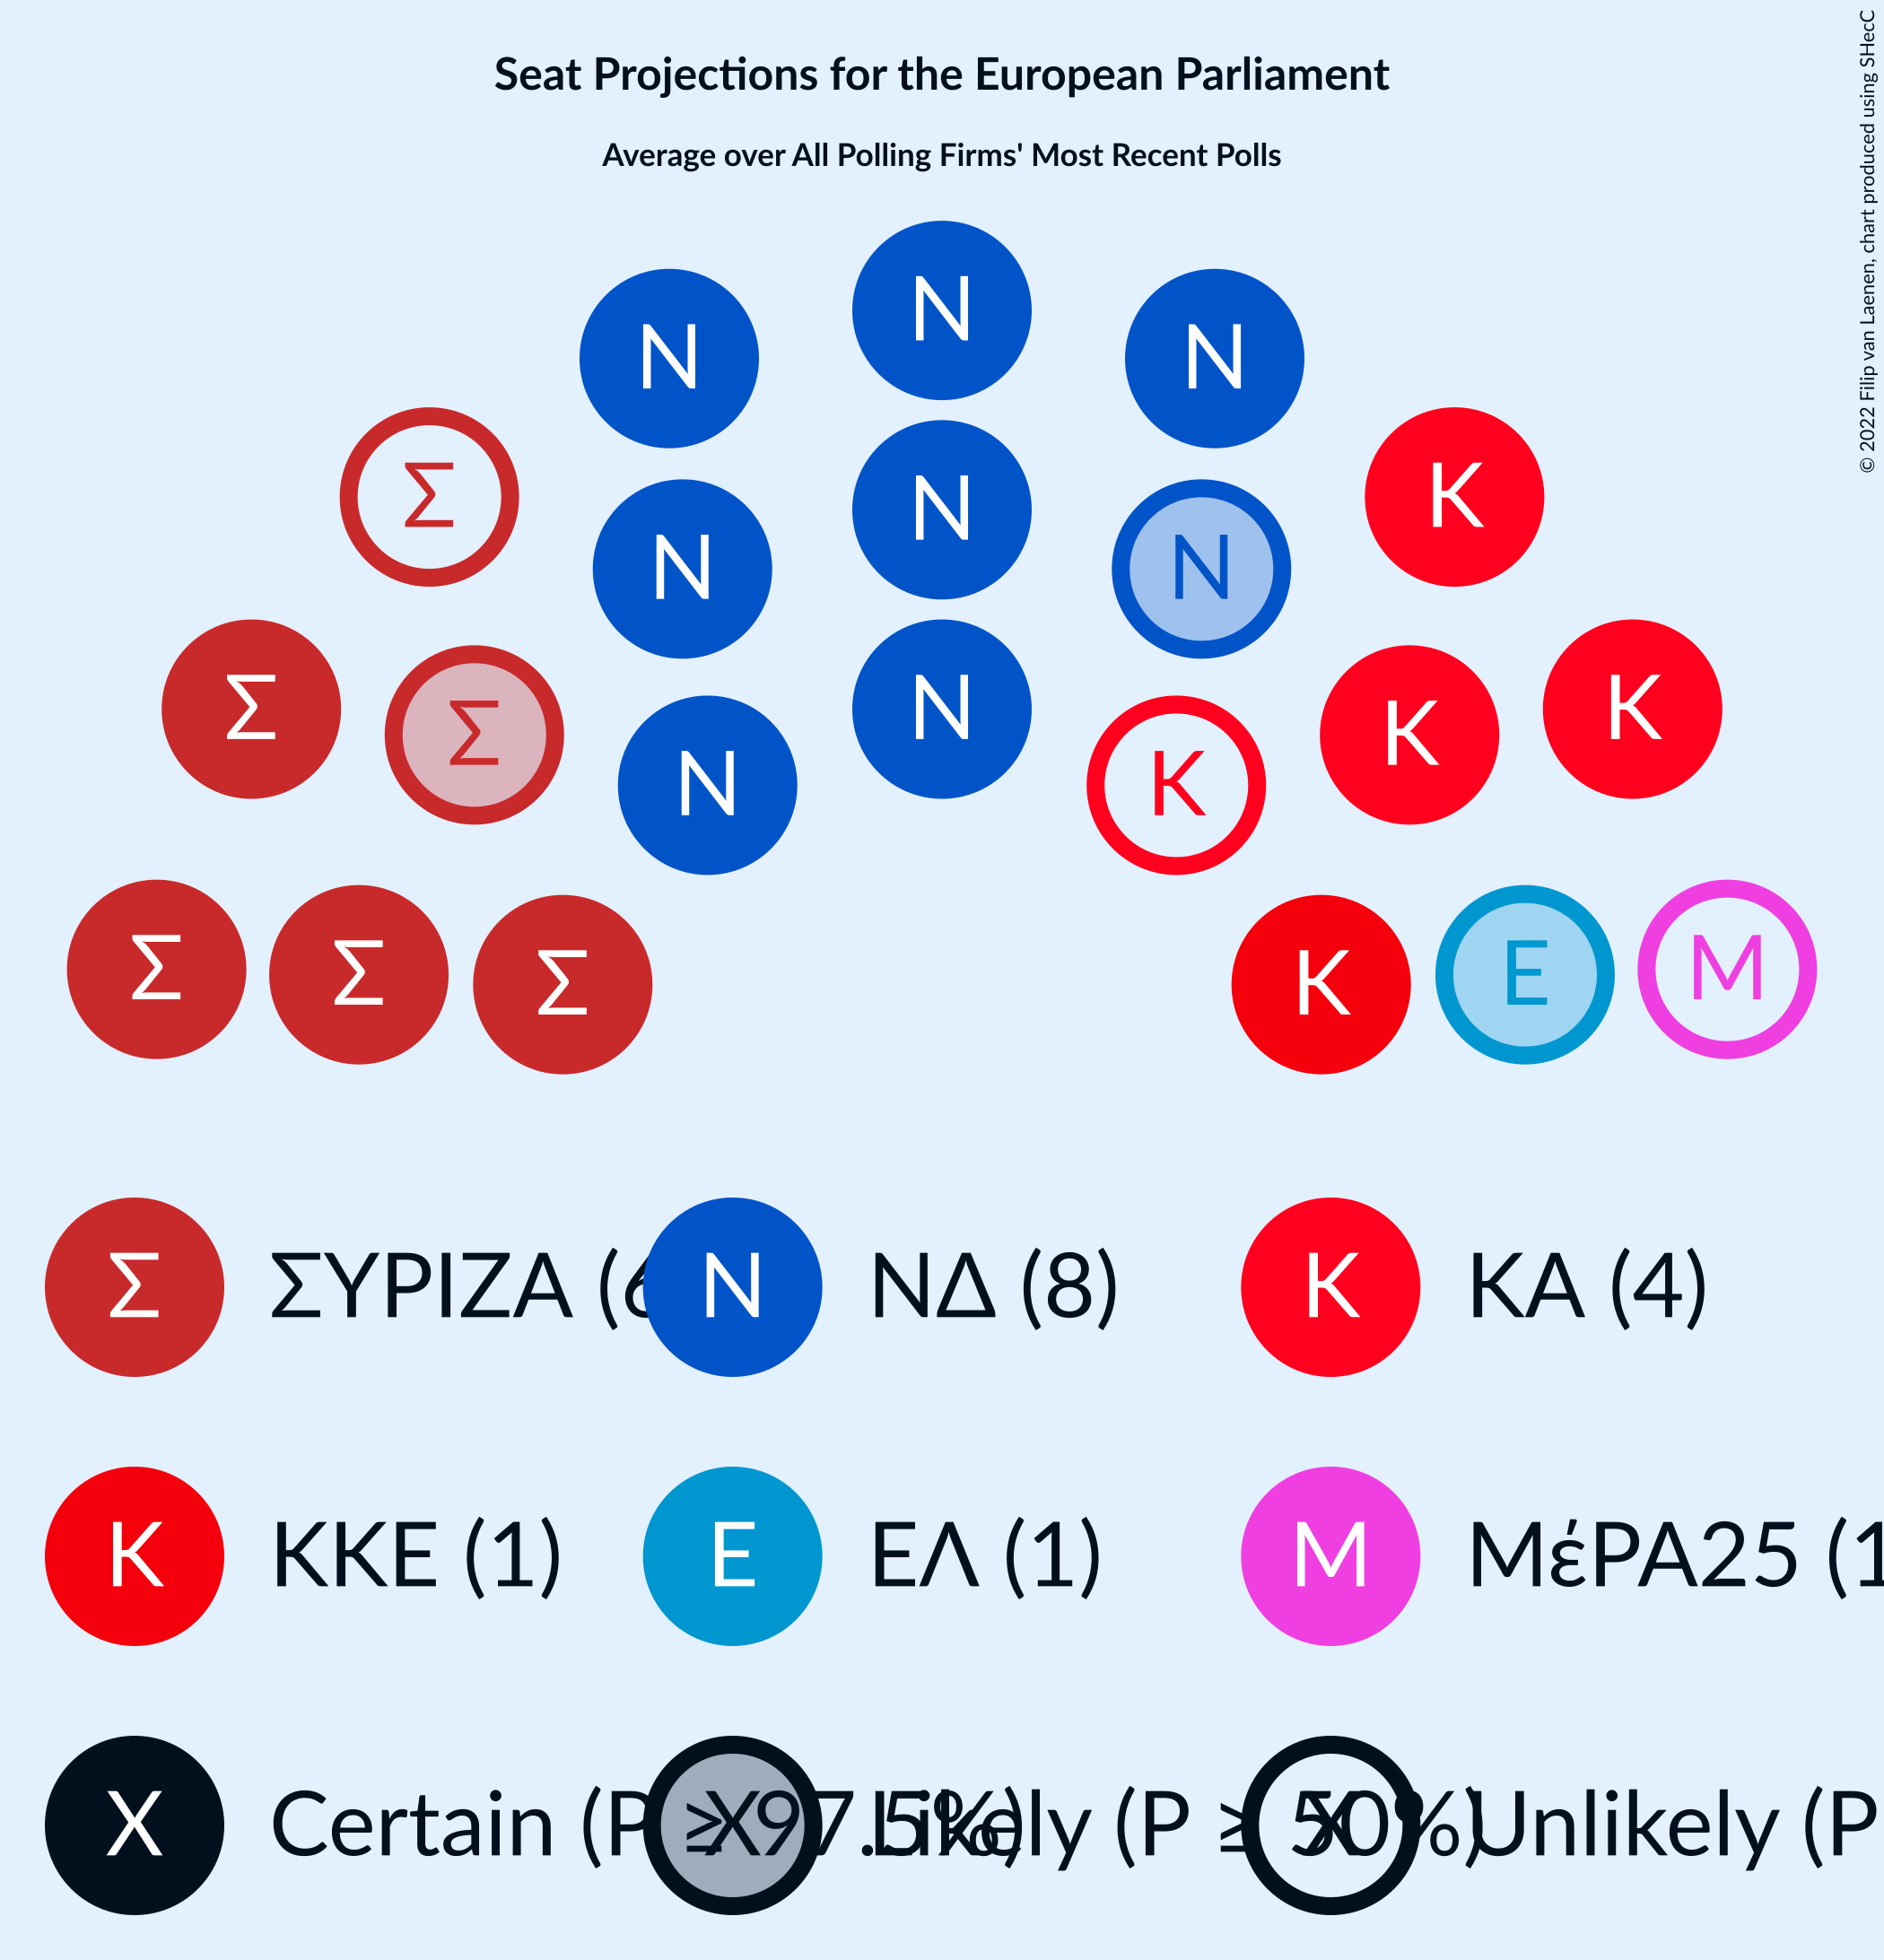 Seat Projections for the European Parliament
Average over All Polling Firms' Most Recent Polls
© 2022 Filip van Laenen, chart produced using SHecC
N
N N
Σ N K
N N
Σ K
Σ N K
Σ K
N K
Σ M
Σ E
Σ K
Σ ΣΥΡΙΖΑ (6 N ΝΔ (8) K ΚΑ (4)
K ΚΚΕ (1) E ΕΛ (1) M ΜέΡΑ25 (1
X Certain (P ≥ 97.5%) X Likely (P ≥ 50%) X Unlikely (P